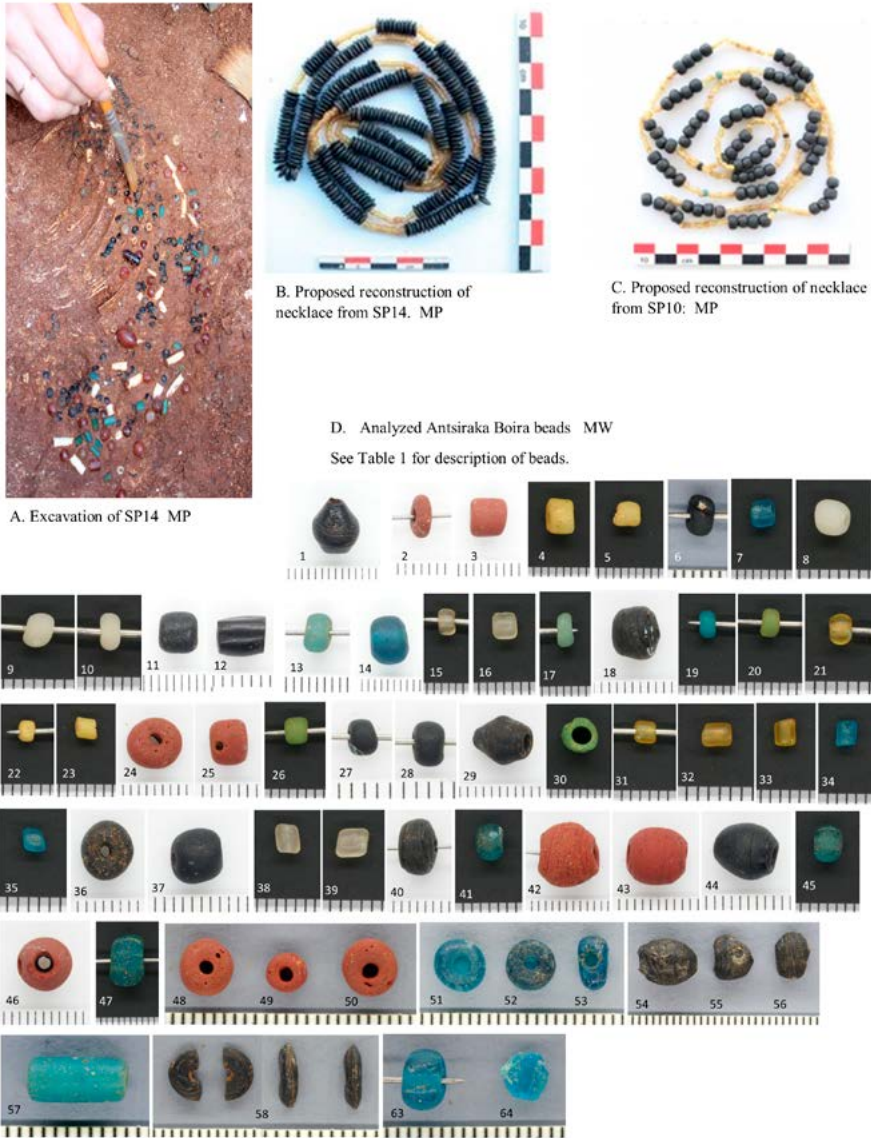 B. Proposed reconstruction of
necklace from SP14. MP
C. Proposed reconstruction of necklace
from SP10: MP
A. Excavation of SP14 MP
D. Analyzed Antsiraka Boira beads MW
See Table 1 for description of beads.
1 2 3 4 5 6 7 8
9 10 11 12 13 14 15 16 17 18 19 20 21
22 23 24 25 26 27 28 29 30 31 32 33 34
35 36 37 38 39 40 41 42 43 44 45
46 47 48 49 50 51 52 53 54 55 56
57 58 63 64